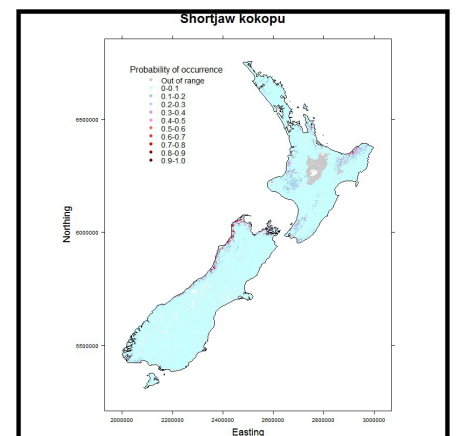 Shortjaw kokopu
Probability of occurrence
Out of range
0-0.1
0.1-0.2
0.2-0.3
0.3-0.4
0.4-0.5
0.5-0.6
0.6-0.7
0.7-0.8
0.8-0.9
0.9-1.0
6500000
6000000
5500000
Northing
2000000 2200000 2400000 2600000 2800000 3000000
Easting